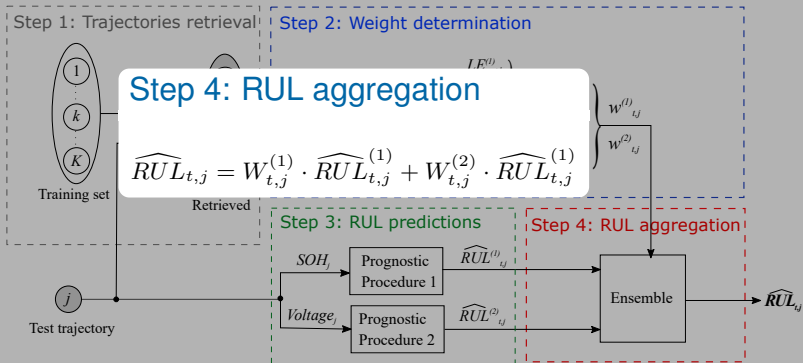 Step 1: Trajectories retrieval
Step 2: Weight determination
1
k
K
Training set
Retrieved
LE^{(1)}
w^{(1)}_{t,j}
w^{(2)}_{t,j}
Step 4: RUL aggregation
\widehat{RUL}_{t,j} = W^{(1)}_{t,j} · \widehat{RUL}^{(1)}_{t,j} + W^{(2)}_{t,j} · \widehat{RUL}^{(1)}_{t,j}
Step 3: RUL predictions
Step 4: RUL aggregation
j
Test trajectory
SOH_j
Prognostic
Procedure 1
\widehat{RUL}^{(1)}_{t,j}
Voltage_j
Prognostic
Procedure 2
\widehat{RUL}^{(2)}_{t,j}
Ensemble
\widehat{RUL}_{t,j}